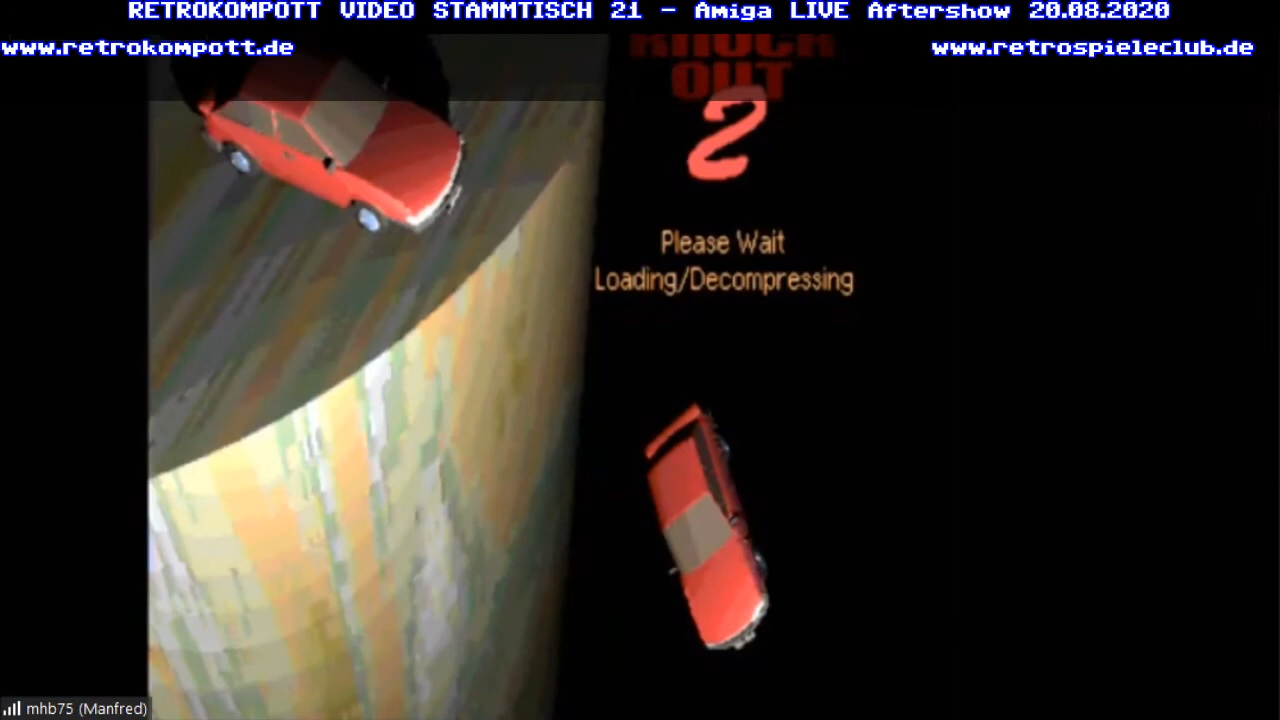 RETROKOMPOTT VIDEO STAMMTISCH 21 - Amiga LIVE Aftershow 20.08.2020
www.retrokompott.de
www.retrospieleclub.de
KNOCK
OUT
2
Please Wait
Loading/Decompressing
mhb75 (Manfred)